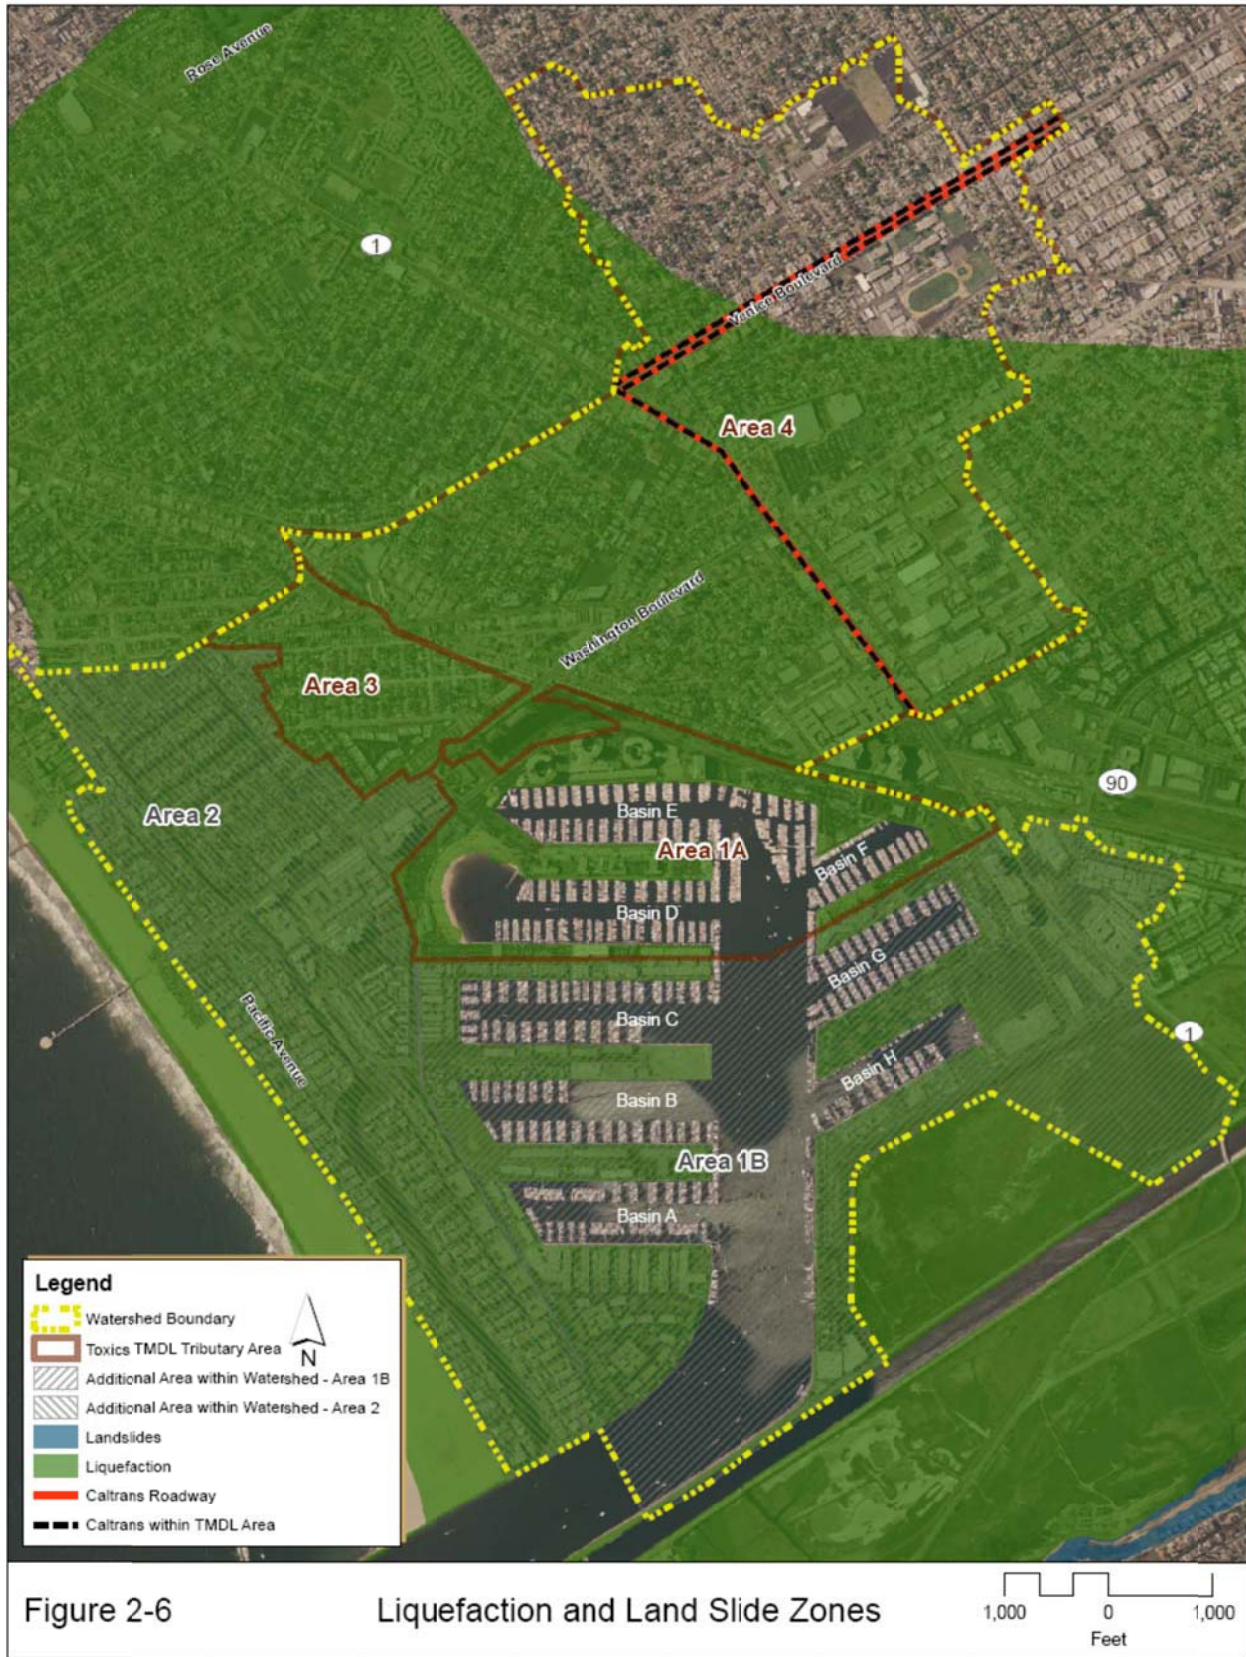 Rose Avenue
1
Venice Boulevard
Area 4
Washington Boulevard
Area 3
90
Area 2
Basin E
Area 1A
Basin F
Basin D
Basin G
Pacific Avenue
Basin C
1
Basin H
Basin B
Area 1B
Basin A
Legend
Watershed Boundary
Toxics TMDL Tributary Area
N
Additional Area within Watershed - Area 1B
Additional Area within Watershed - Area 2
Landslides
Liquefaction
Caltrans Roadway
Caltrans within TMDL Area
Figure 2-6
Liquefaction and Land Slide Zones
1,000 0 1,000
Feet